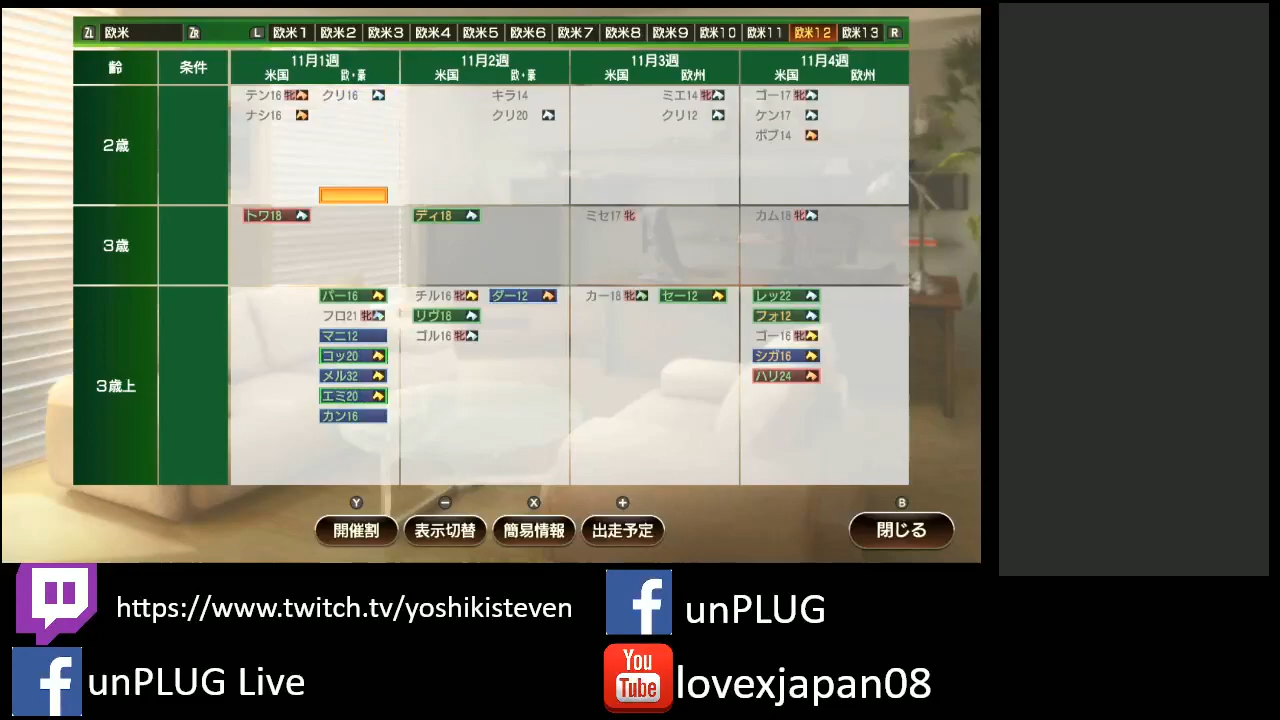 ZL 欧米 ZR L 欧米1 欧米2 欧米3 欧米4 欧米5 欧米6 欧米7 欧米8 欧米9 欧米10 欧米11 欧米12 欧米13 R
齢 条件 11月1週 11月2週 11月3週 11月4週
米国 欧・豪 米国 欧・豪 米国 欧州 米国 欧州
2歳
テン16 牝 クリ16 キラ14 ミエ14 牝 ゴー17 牝
ナシ16 クリ20 クリ12 ケン17
ボブ14
3歳
トワ18 ディ18 ミセ17 牝 カム18 牝
3歳上
バー16 チル16 牝 ダー12 カー18 牝 セー12 レッ22
フロ21 牝 リヴ18 フォ12
マニ12 ゴル16 牝 ゴー16 牝
コッ20 シガ16
メル32 ハリ24
エミ20
カン16
Y - X + B
開催割 表示切替 簡易情報 出走予定 閉じる
https://www.twitch.tv/yoshikisteven
unPLUG
unPLUG Live
You Tube lovexjapan08